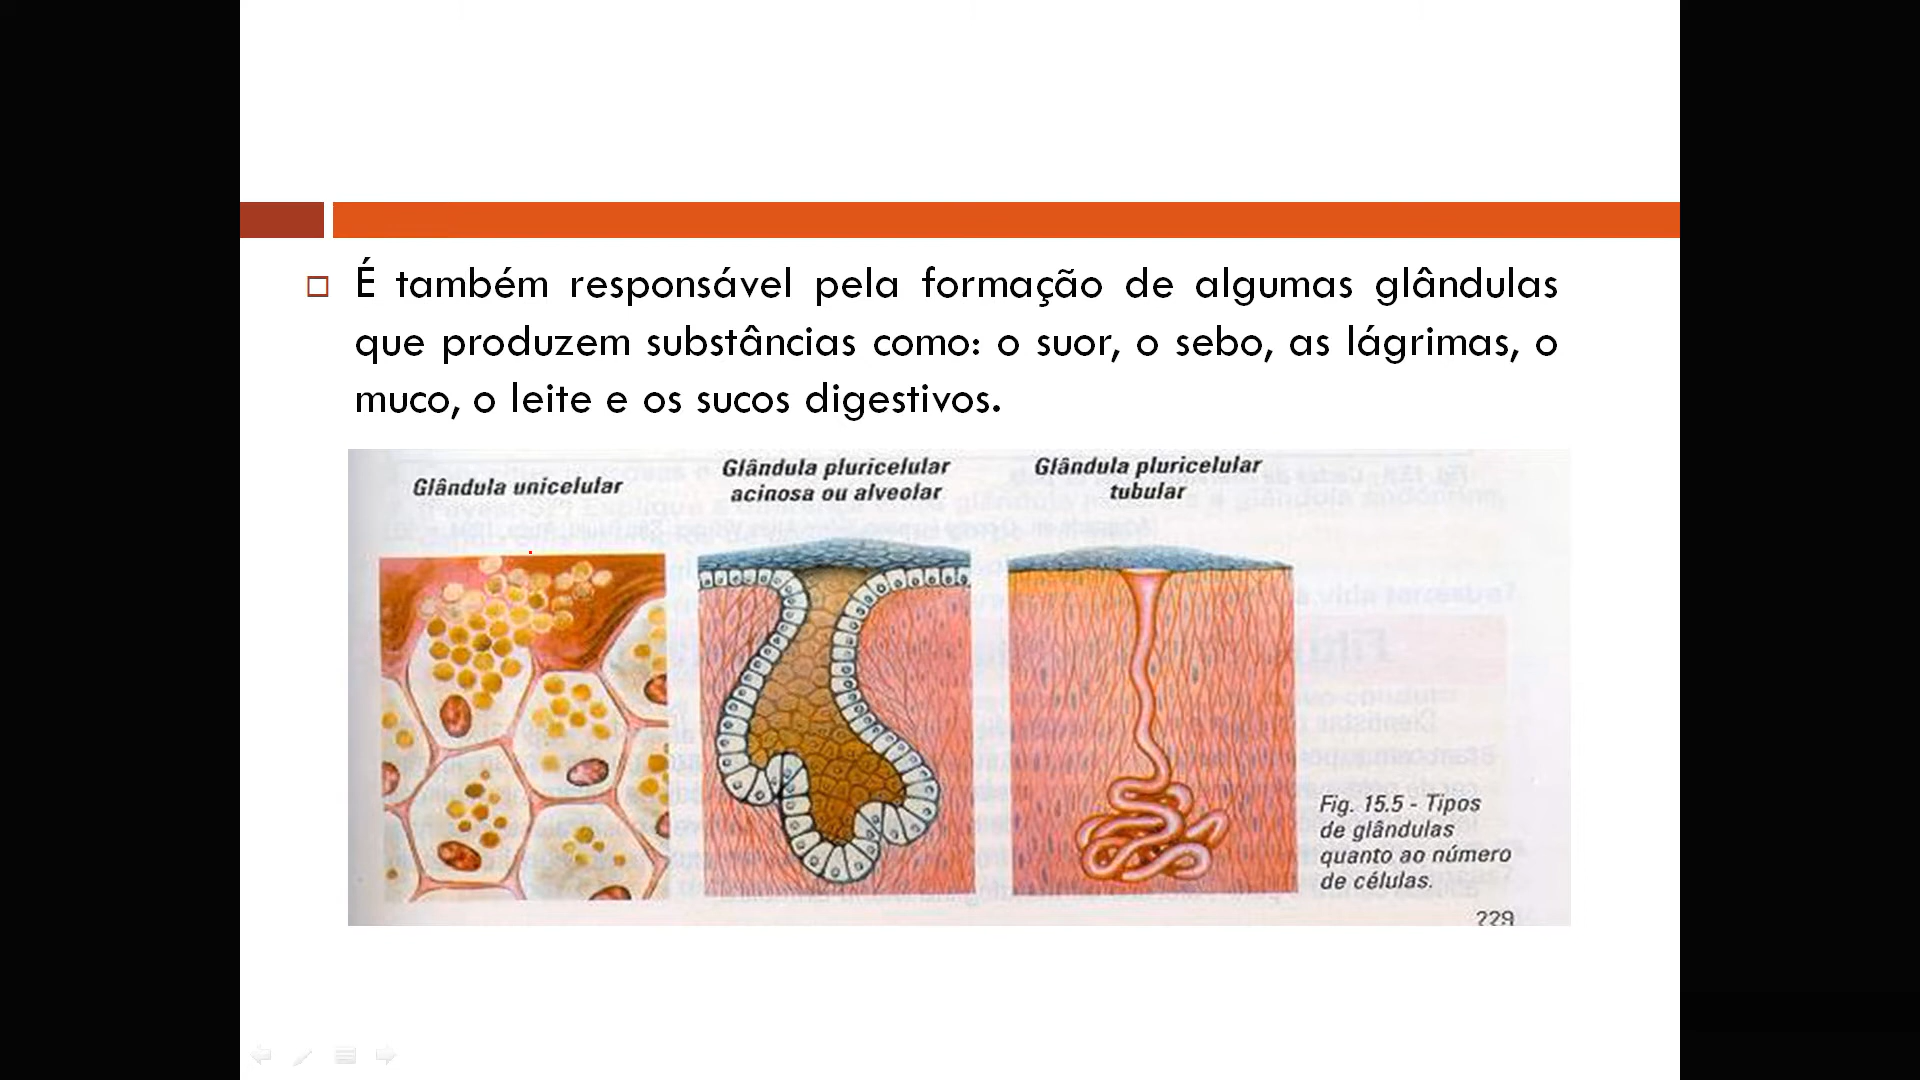 É também responsável pela formação de algumas glândulas
que produzem substâncias como: o suor, o sebo, as lágrimas, o
muco, o leite e os sucos digestivos.
Glândula unicelular
Glândula pluricelular
acinosa ou alveolar
Glândula pluricelular
tubular
Fig. 15.5 - Tipos
de glândulas
quanto ao número
de células.
229